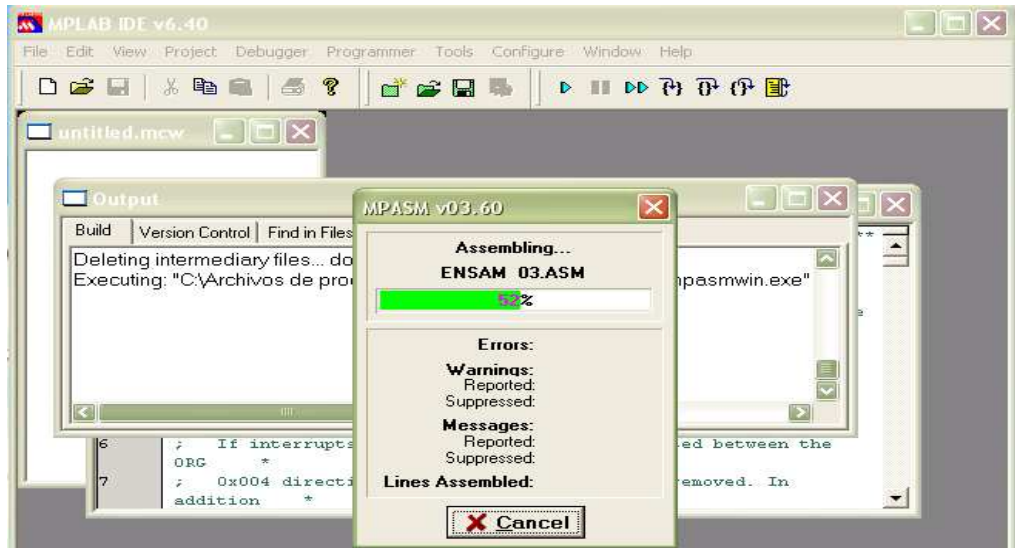 MPLAB IDE v6.40
File Edit View Project Debugger Programmer Tools Configure Window Help
untitled.mcw
Output
Build Version Control Find in Files
Deleting intermediary files... do
Executing: "C:\Archivos de pro mpasmwin.exe"
MPASM v03.60
Assembling...
ENSAM 03.ASM
52%
Errors:
Warnings:
Reported:
Suppressed:
Messages:
Reported:
Suppressed:
Lines Assembled:
Cancel
**
6 ; If interrupts ed between the
ORG *
7 ; 0x004 directi emoved. In
addition *